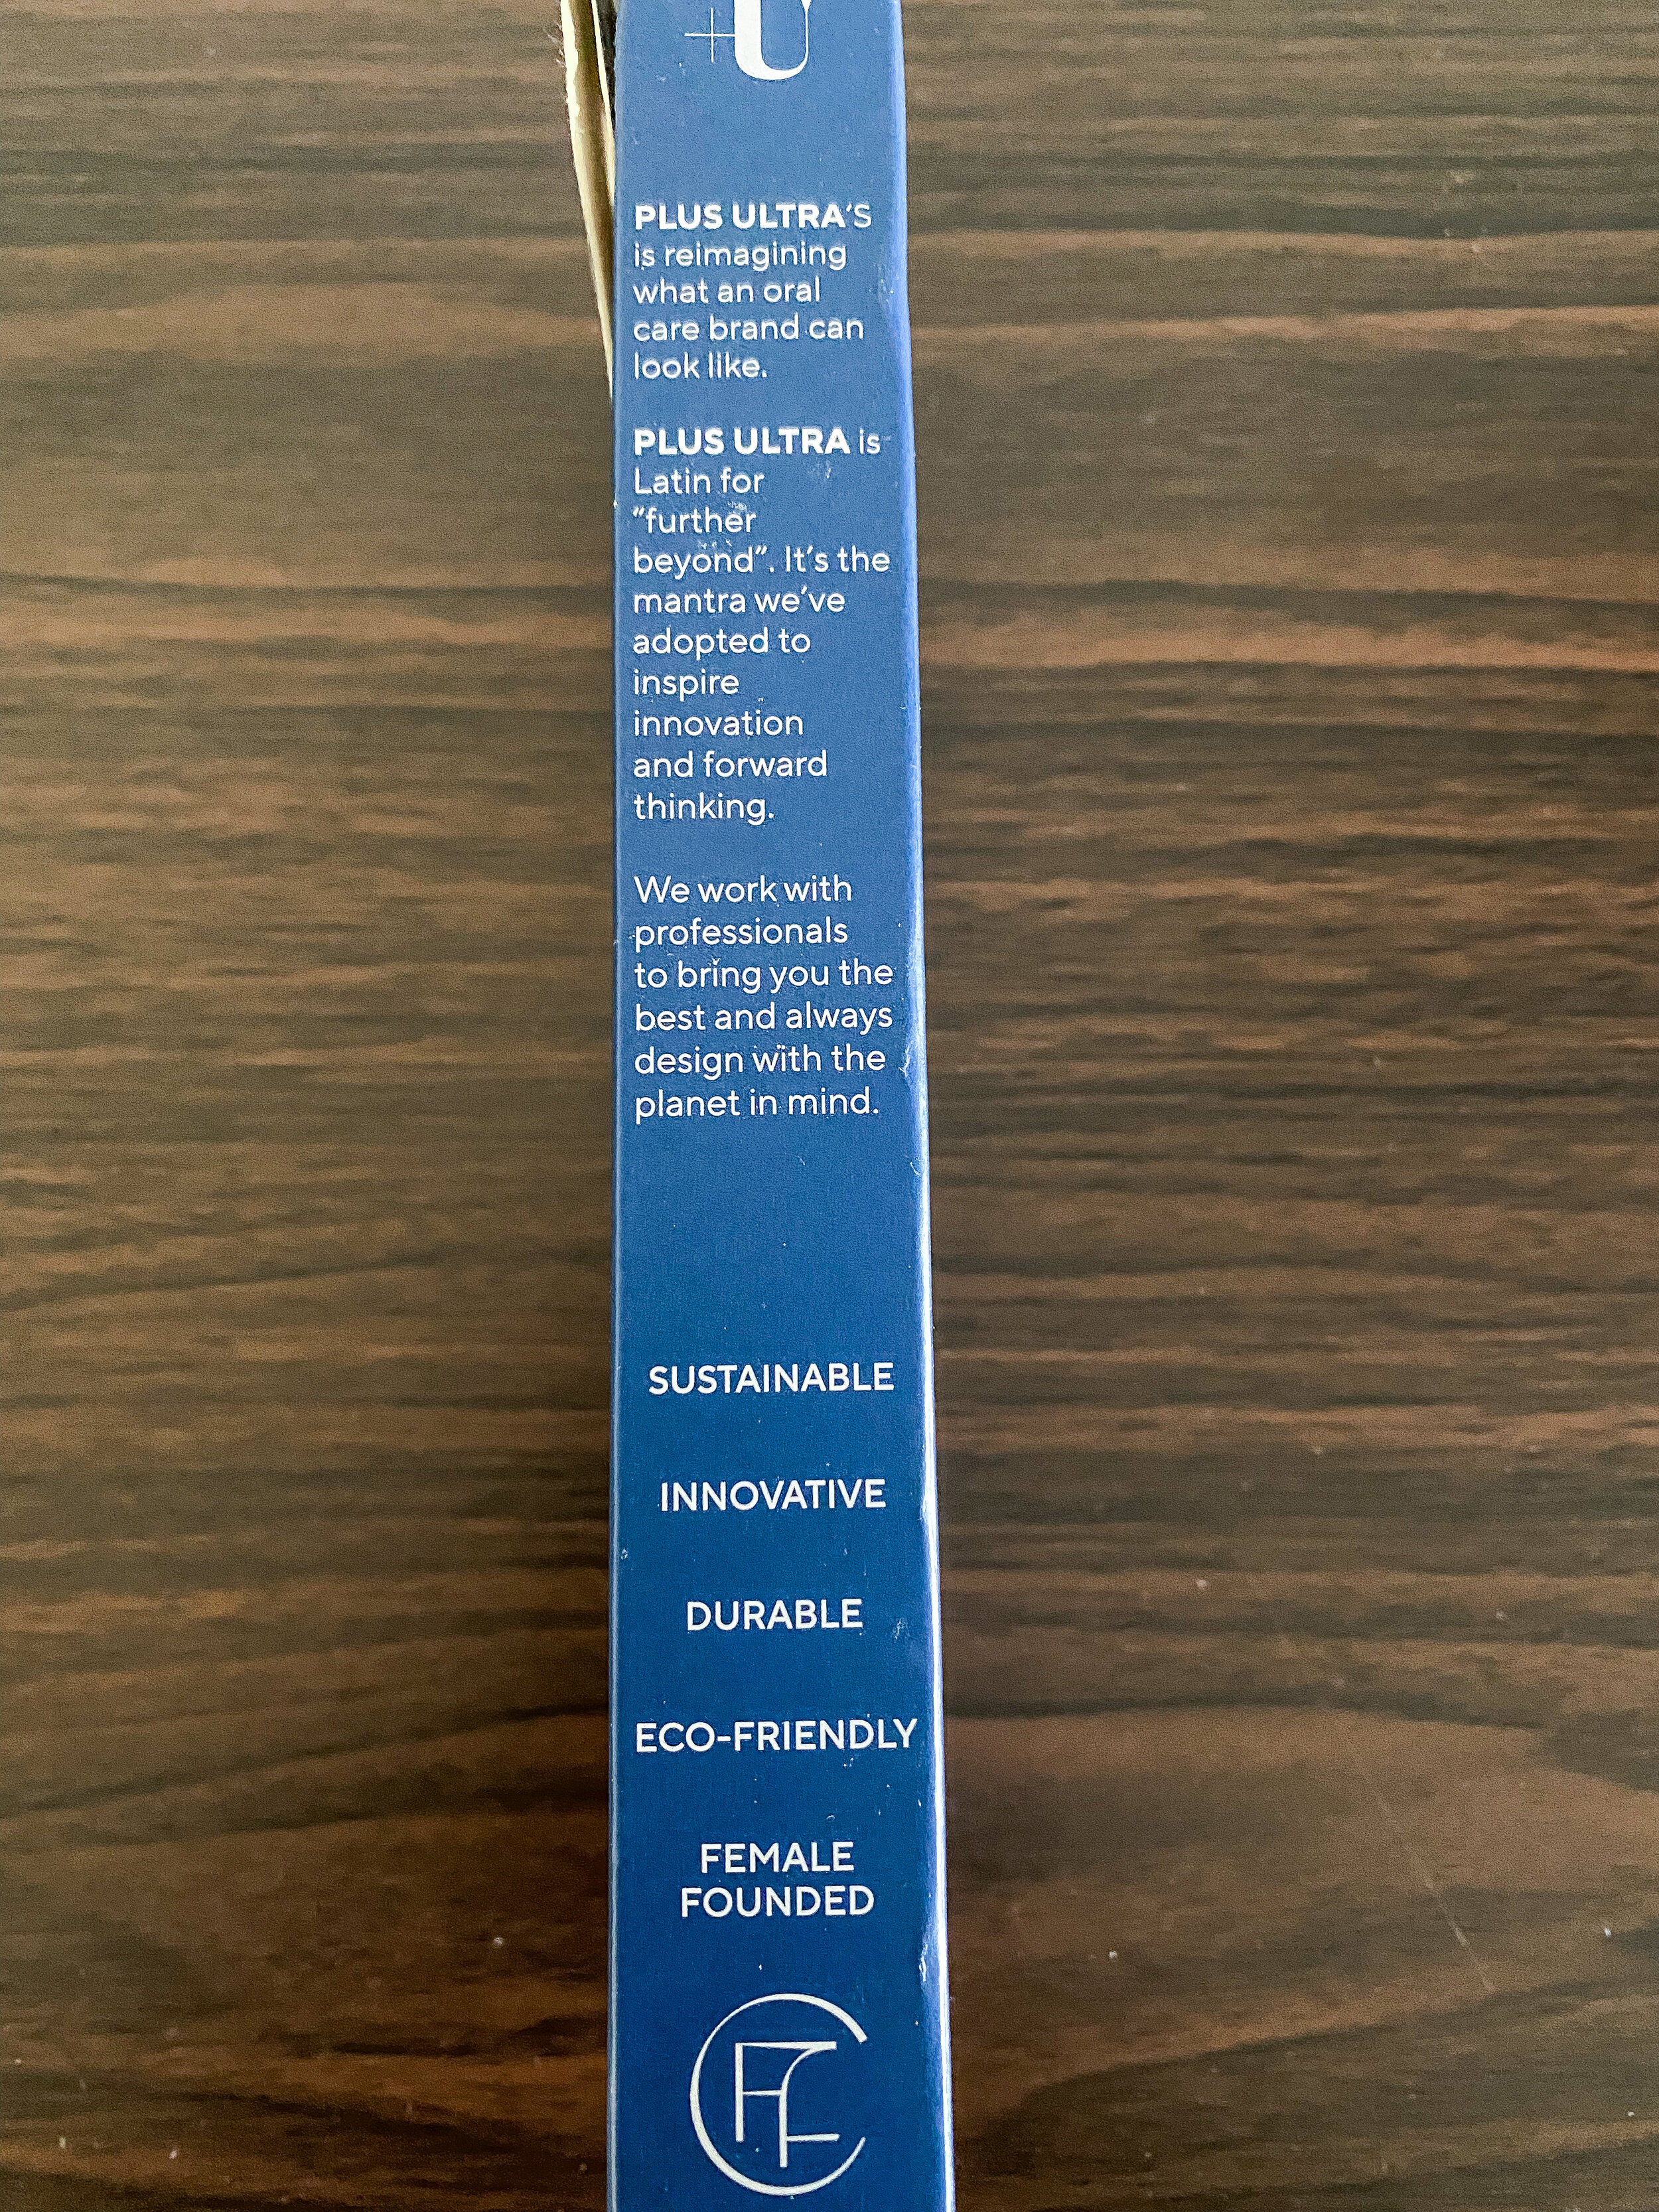 +U
PLUS ULTRA'S
is reimagining
what an oral
care brand can
look like.
PLUS ULTRA is
Latin for
"further
beyond". It's the
mantra we've
adopted to
inspire
innovation
and forward
thinking.
We work with
professionals
to bring you the
best and always
design with the
planet in mind.
SUSTAINABLE
INNOVATIVE
DURABLE
ECO-FRIENDLY
FEMALE
FOUNDED